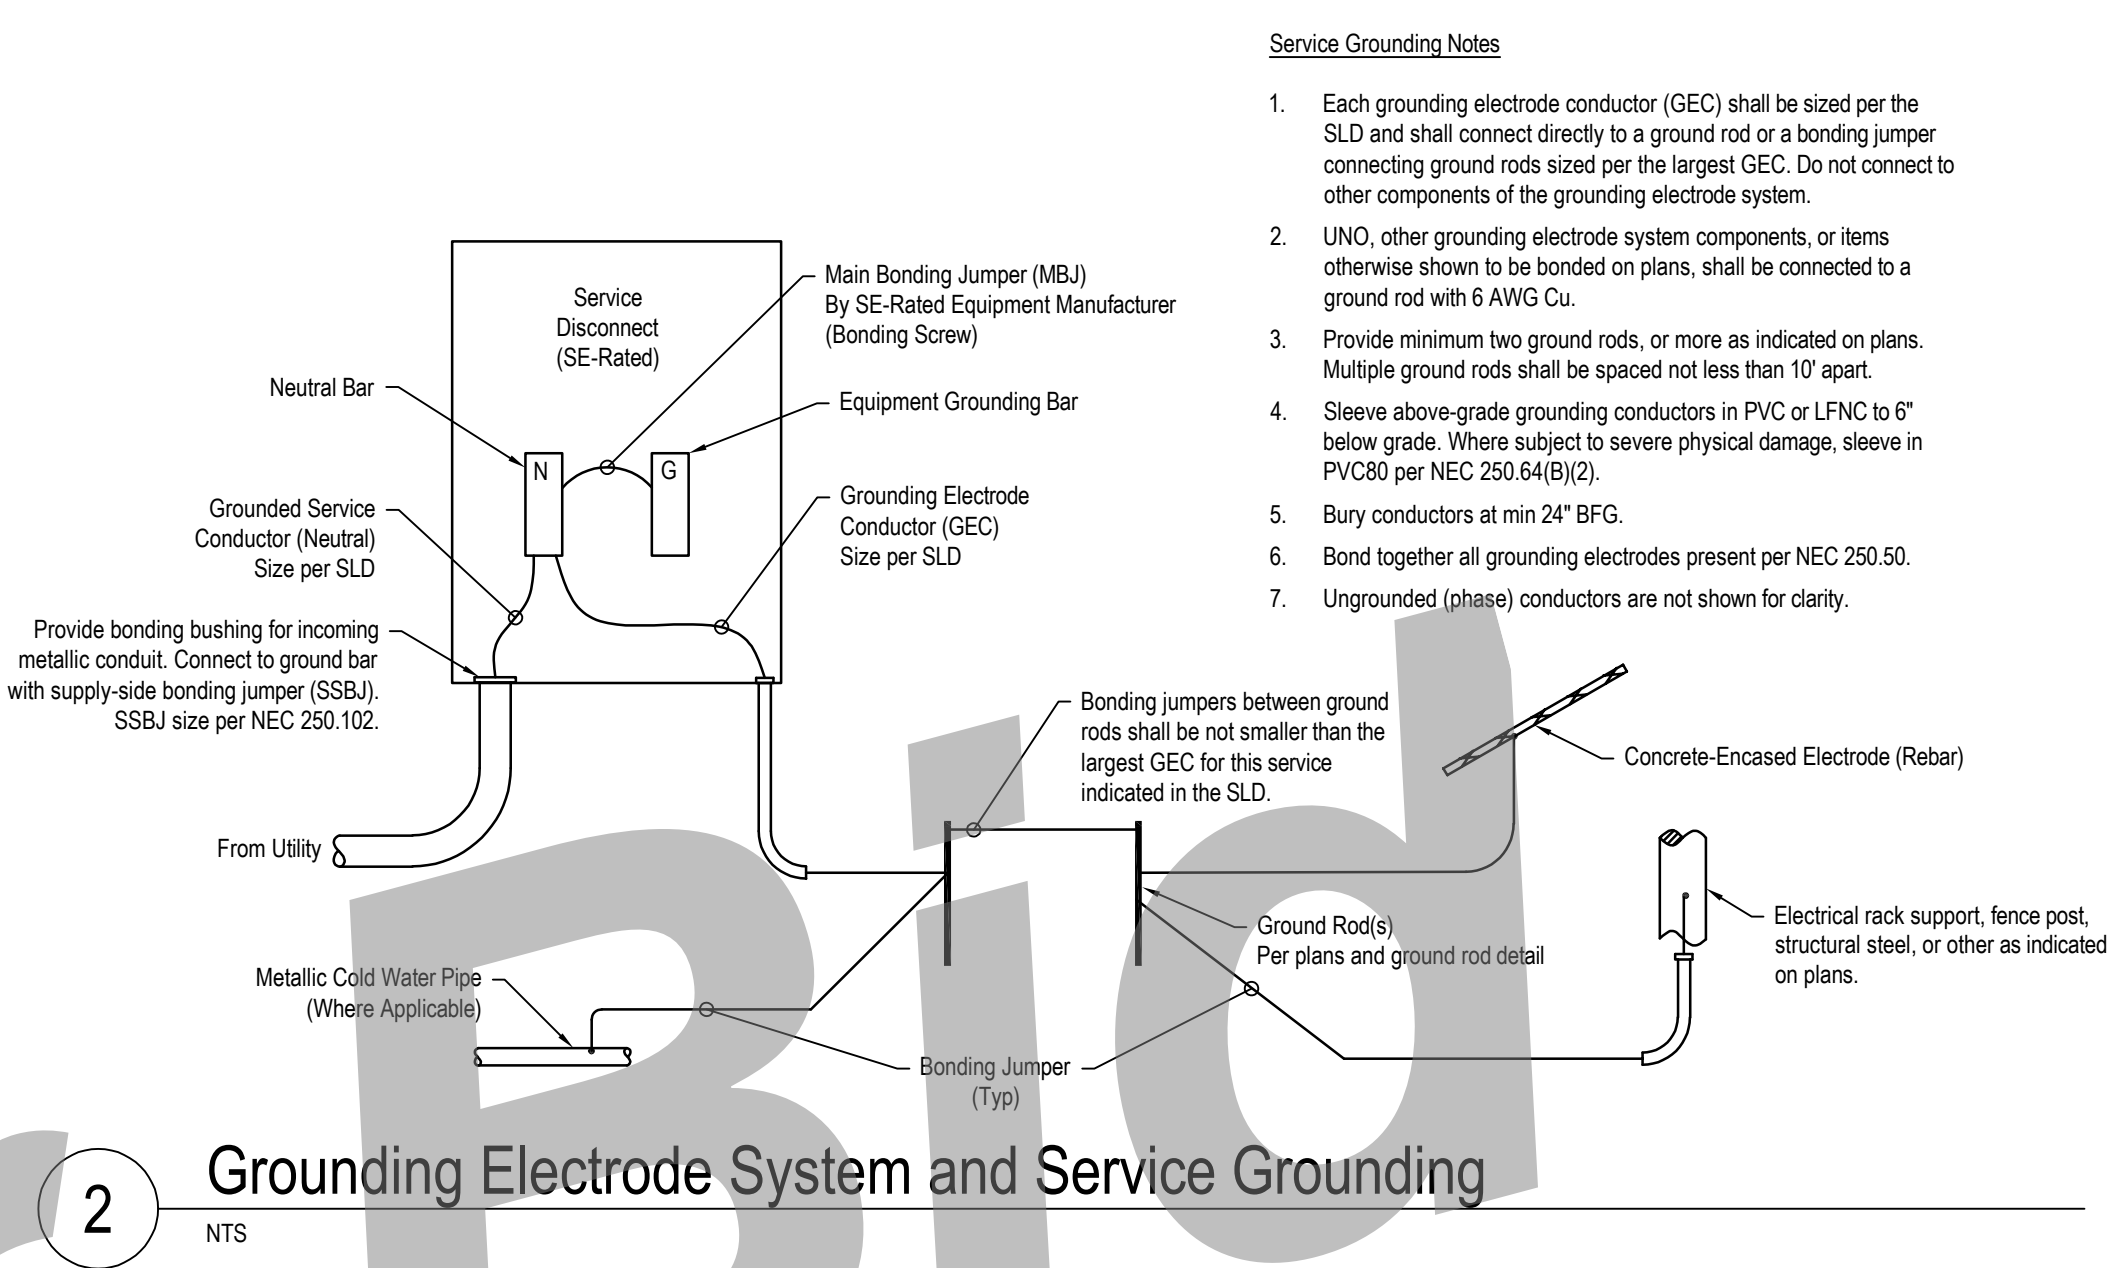 Service Grounding Notes
1. Each grounding electrode conductor (GEC) shall be sized per the
SLD and shall connect directly to a ground rod or a bonding jumper
connecting ground rods sized per the largest GEC. Do not connect to
other components of the grounding electrode system.
2. UNO, other grounding electrode system components, or items
otherwise shown to be bonded on plans, shall be connected to a
ground rod with 6 AWG Cu.
3. Provide minimum two ground rods, or more as indicated on plans.
Multiple ground rods shall be spaced not less than 10' apart.
4. Sleeve above-grade grounding conductors in PVC or LFNC to 6"
below grade. Where subject to severe physical damage, sleeve in
PVC80 per NEC 250.64(B)(2).
5. Bury conductors at min 24" BFG.
6. Bond together all grounding electrodes present per NEC 250.50.
7. Ungrounded (phase) conductors are not shown for clarity.
Service
Disconnect
(SE-Rated)
Main Bonding Jumper (MBJ)
By SE-Rated Equipment Manufacturer
(Bonding Screw)
Neutral Bar
Equipment Grounding Bar
N
G
Grounded Service
Conductor (Neutral)
Size per SLD
Grounding Electrode
Conductor (GEC)
Size per SLD
Provide bonding bushing for incoming
metallic conduit. Connect to ground bar
with supply-side bonding jumper (SSBJ).
SSBJ size per NEC 250.102.
Bonding jumpers between ground
rods shall be not smaller than the
largest GEC for this service
indicated in the SLD.
Concrete-Encased Electrode (Rebar)
From Utility
Ground Rod(s)
Per plans and ground rod detail
Electrical rack support, fence post,
structural steel, or other as indicated
on plans.
Metallic Cold Water Pipe
(Where Applicable)
Bonding Jumper
(Typ)
2
Grounding Electrode System and Service Grounding
NTS
r Bid